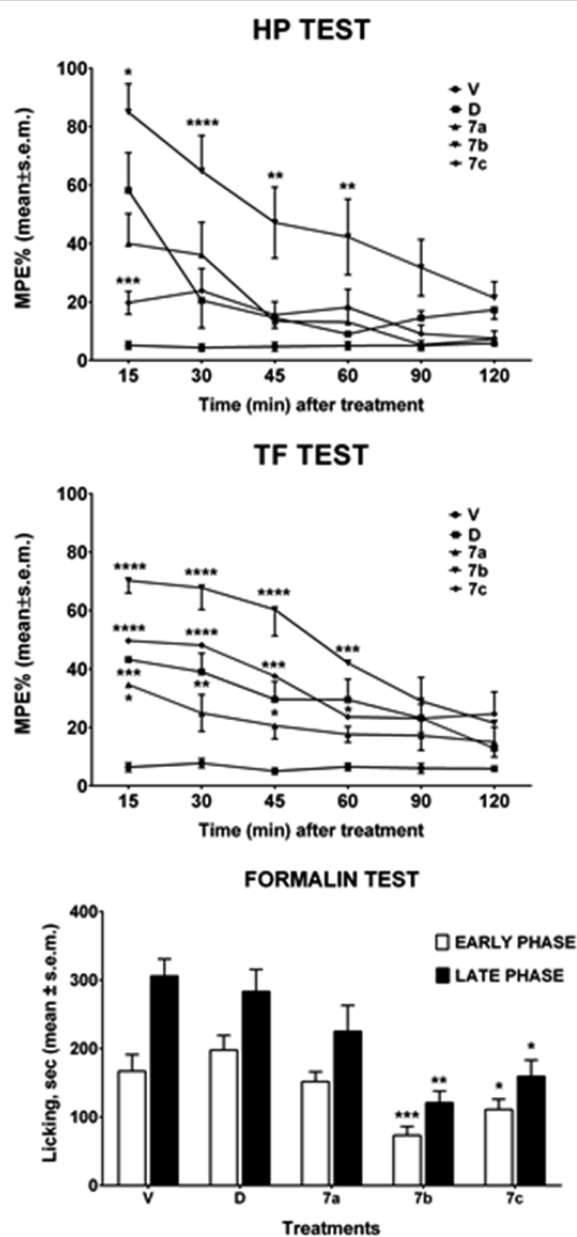 HP TEST
MPE% (mean±s.e.m.)
100
80
60
40
20
0
*
****
**
**
***
V
D
7a
7b
7c
15 30 45 60 90 120
Time (min) after treatment
TF TEST
MPE% (mean±s.e.m.)
100
80
60
40
20
0
****
****
****
***
****
****
***
*
***
**
*
*
V
D
7a
7b
7c
15 30 45 60 90 120
Time (min) after treatment
FORMALIN TEST
Licking, sec (mean ± s.e.m.)
400
300
200
100
0
EARLY PHASE
LATE PHASE
***
**
*
*
V D 7a 7b 7c
Treatments